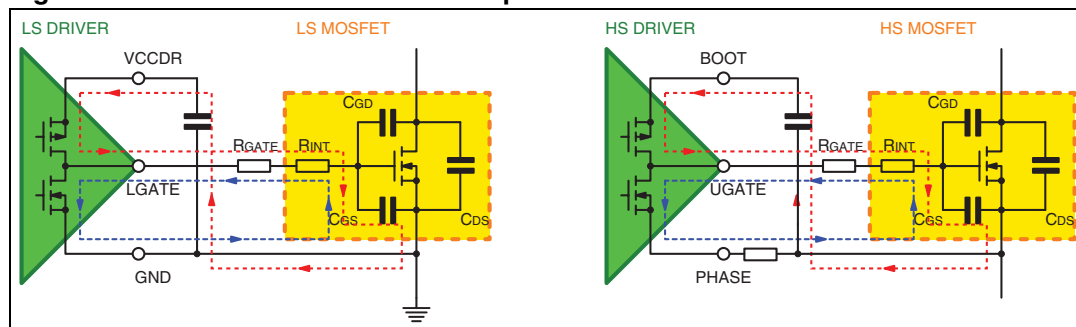 LS DRIVER
LS MOSFET
VCCDR
CGD
RGATE
RINT
LGATE
CGS
CDS
GND
HS DRIVER
HS MOSFET
BOOT
CGD
RGATE
RINT
UGATE
CGS
CDS
PHASE